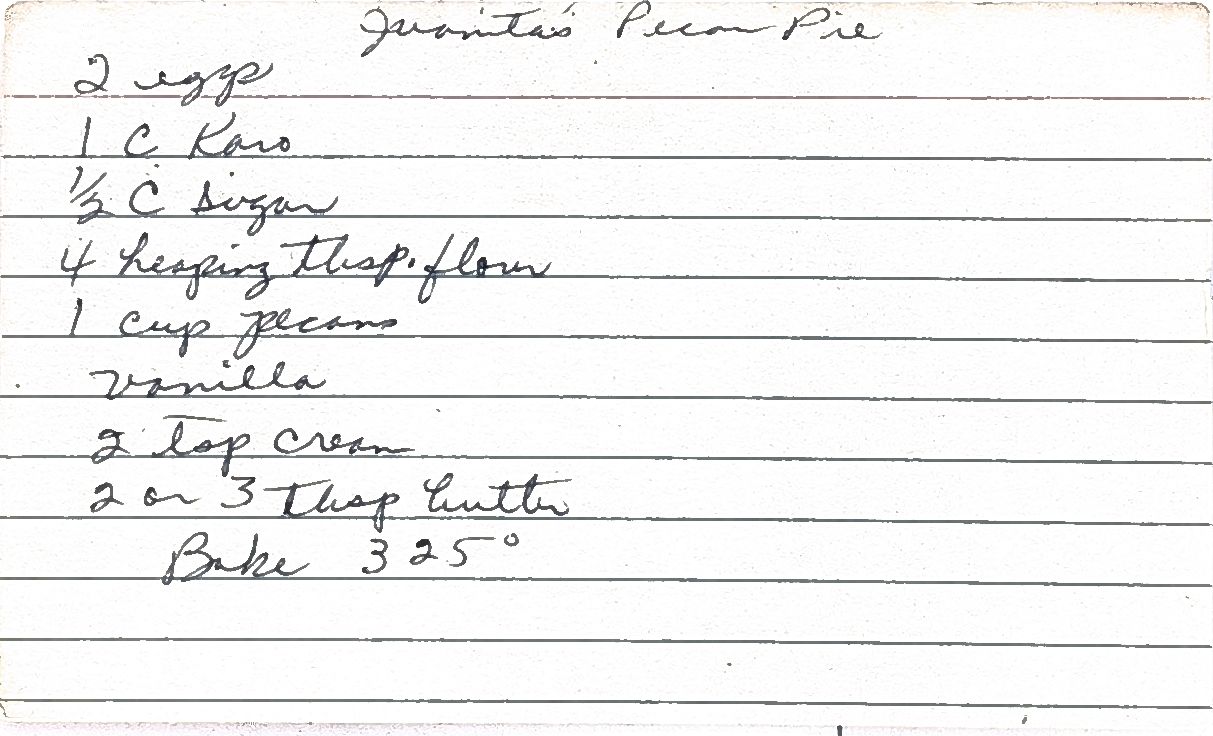 Juanita's Pecan Pie
2 eggs
1 C Karo
1/2 C sugar
4 heaping tbsp. flour
1 cup pecans
vanilla
2 tsp cream
2 or 3 tbsp butter
Bake 325°